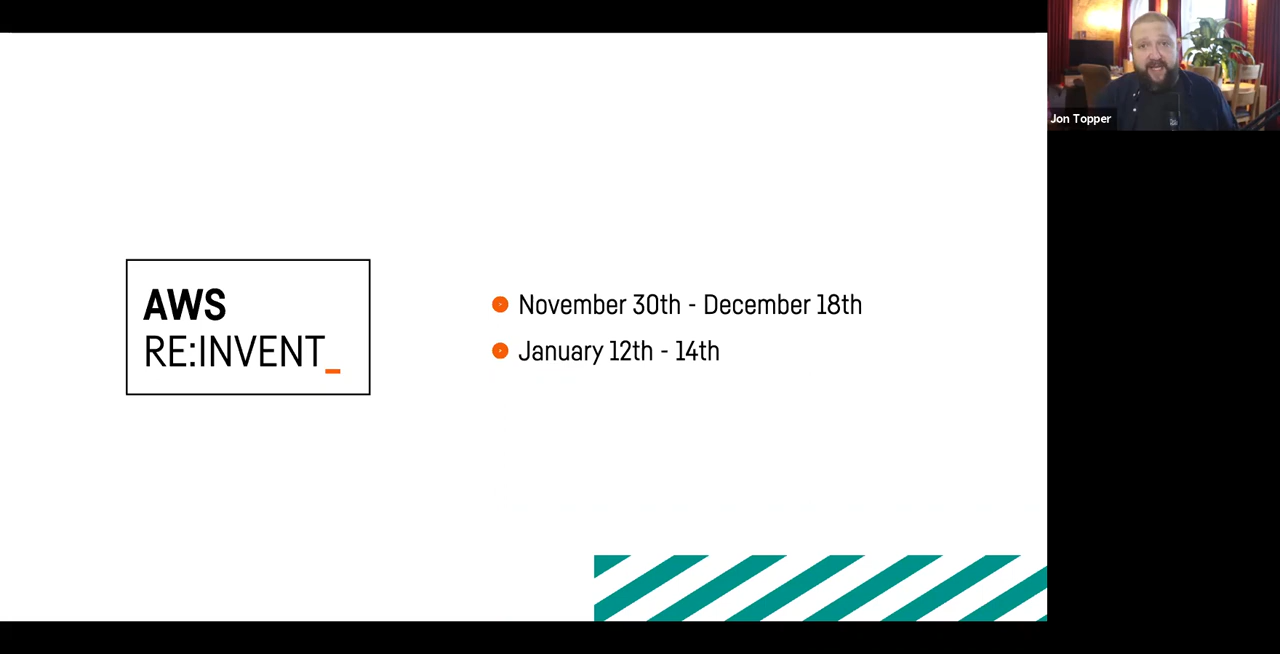 AWS
RE:INVENT_
November 30th - December 18th
January 12th - 14th
Jon Topper